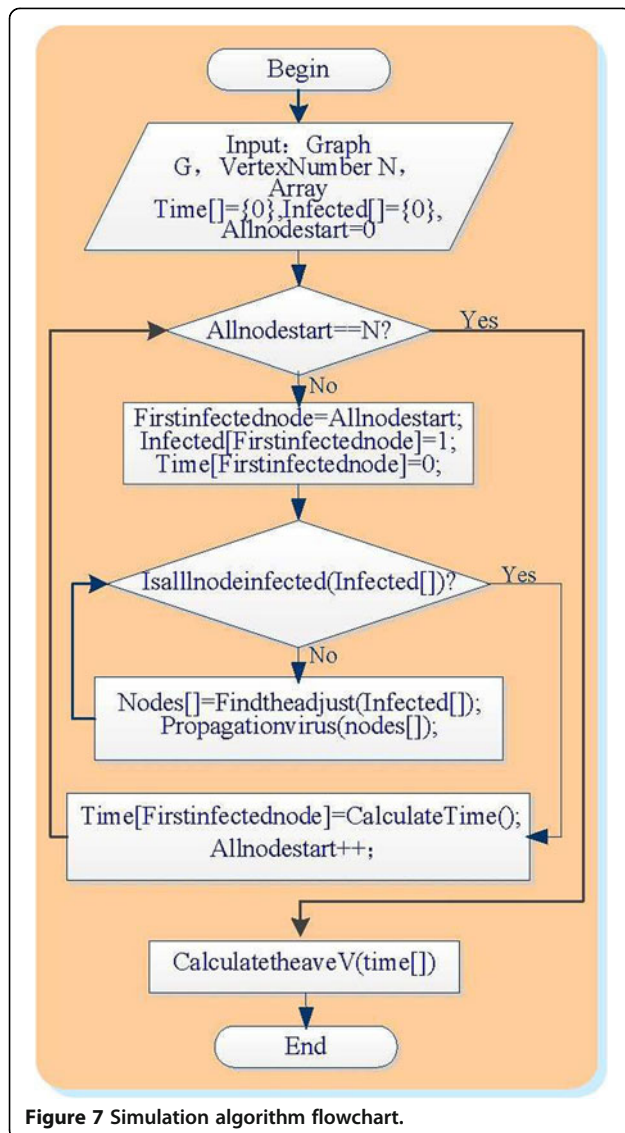 Begin
Input：Graph
G， VertexNumber N，
Array
Time[]={0},Infected[]={0},
Allnodestart=0
Allnodestart==N?
Yes
No
Firstinfectednode=Allnodestart;
Infected[Firstinfectednode]=1;
Time[Firstinfectednode]=0;
Isalllnodeinfected(Infected[])?
Yes
No
Nodes[]=Findtheadjust(Infected[]);
Propagationvirus(nodes[]);
Time[Firstinfectednode]=CalculateTime();
Allnodestart++；
CalculatetheaveV(time[])
End
Figure 7 Simulation algorithm flowchart.